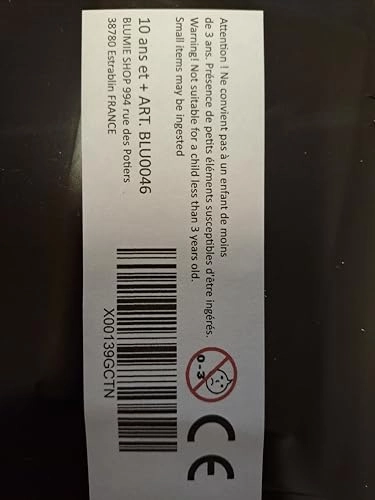 Attention ! Ne convient pas à un enfant de moins
de 3 ans. Présence de petits éléments susceptibles d'être ingérés.
Warning! Not suitable for a child less than 3 years old.
Small items may be ingested
0-3
CE
10 ans et + ART. BLU0046
BLUMIE SHOP 994 rue des Potiers
38780 Estrablin FRANCE
X00139GCTN